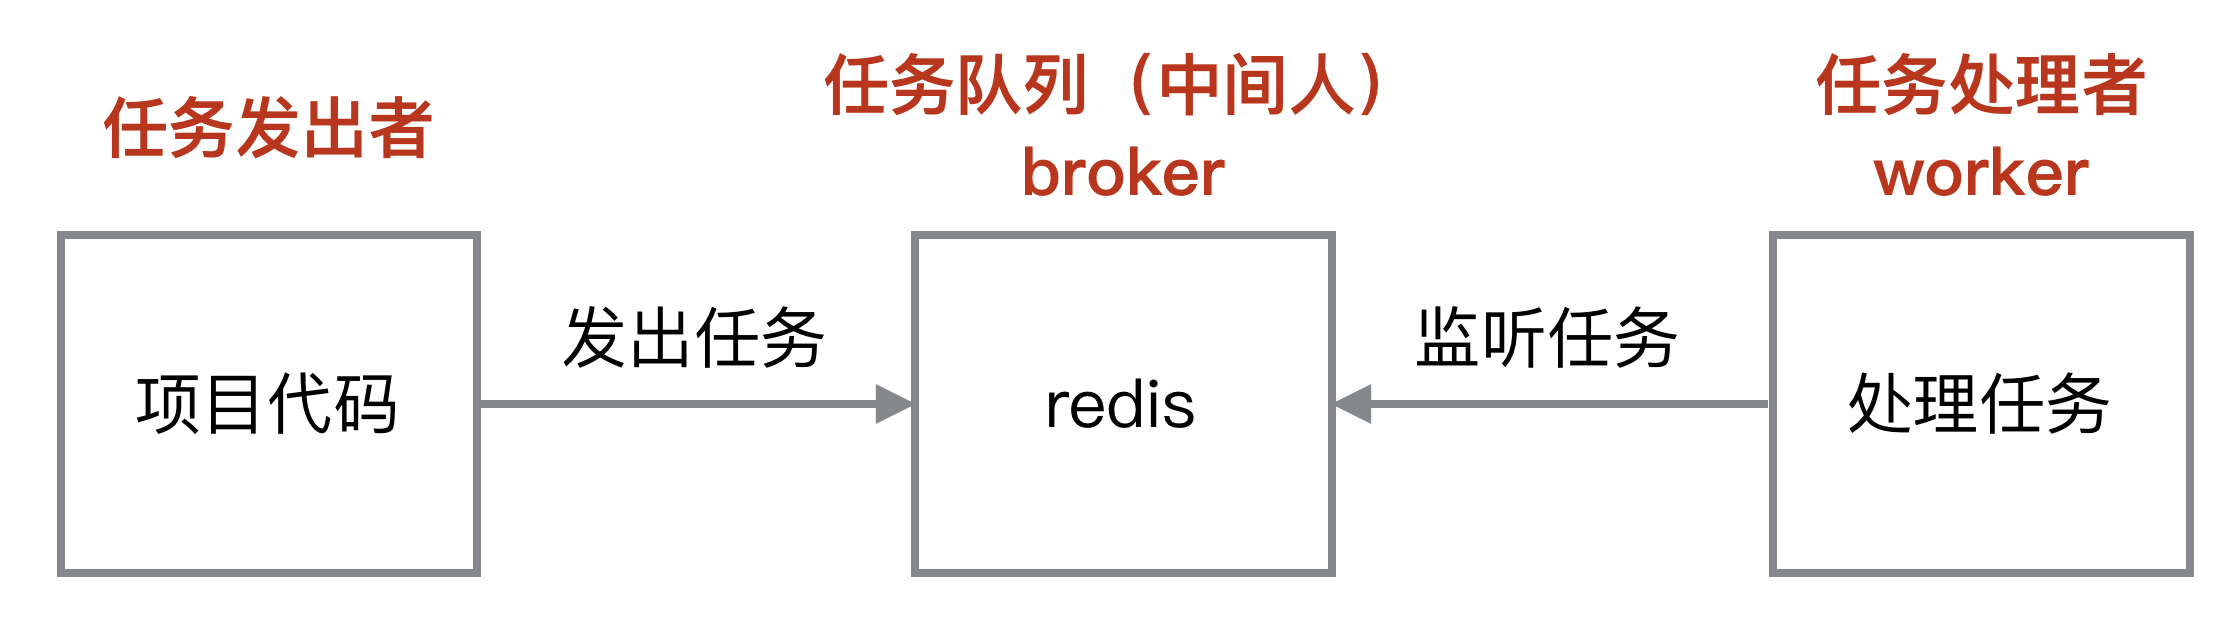 任务发出者
任务队列（中间人）
broker
任务处理者
worker
项目代码
发出任务
redis
监听任务
处理任务